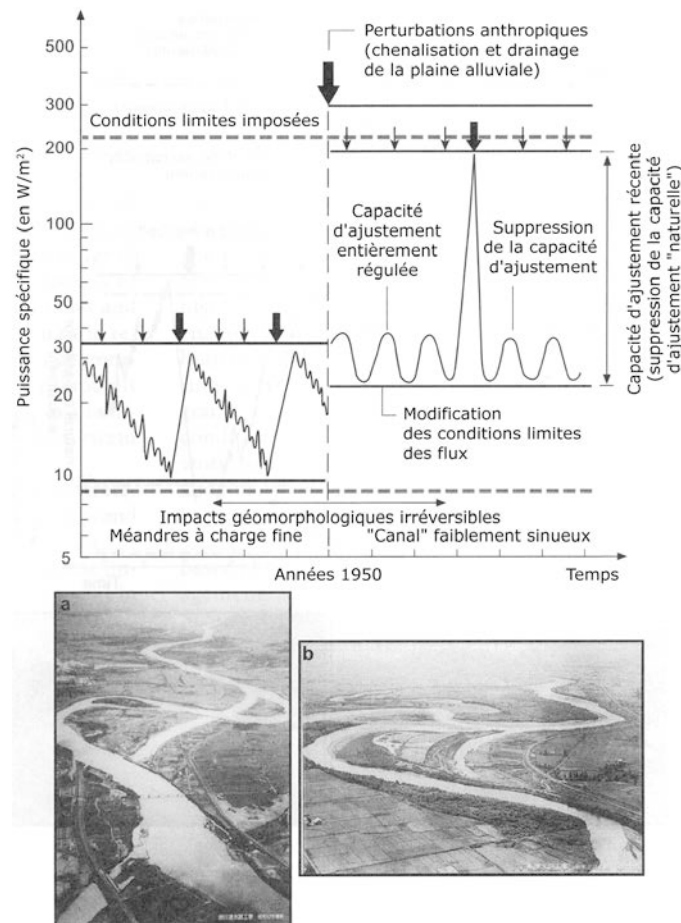 Perturbations anthropiques
(chenalisation et drainage
de la plaine alluviale)
500
300
200
100
50
30
20
10
5
Puissance spécifique (en W/m²)
Conditions limites imposées
Capacité
d'ajustement
entièrement
régulée
Suppression
de la capacité
d'ajustement
Capacité d'ajustement récente
(suppression de la capacité
d'ajustement "naturelle")
Modification
des conditions limites
des flux
Impacts géomorphologiques irréversibles
Méandres à charge fine
"Canal" faiblement sinueux
Années 1950
Temps
a
b